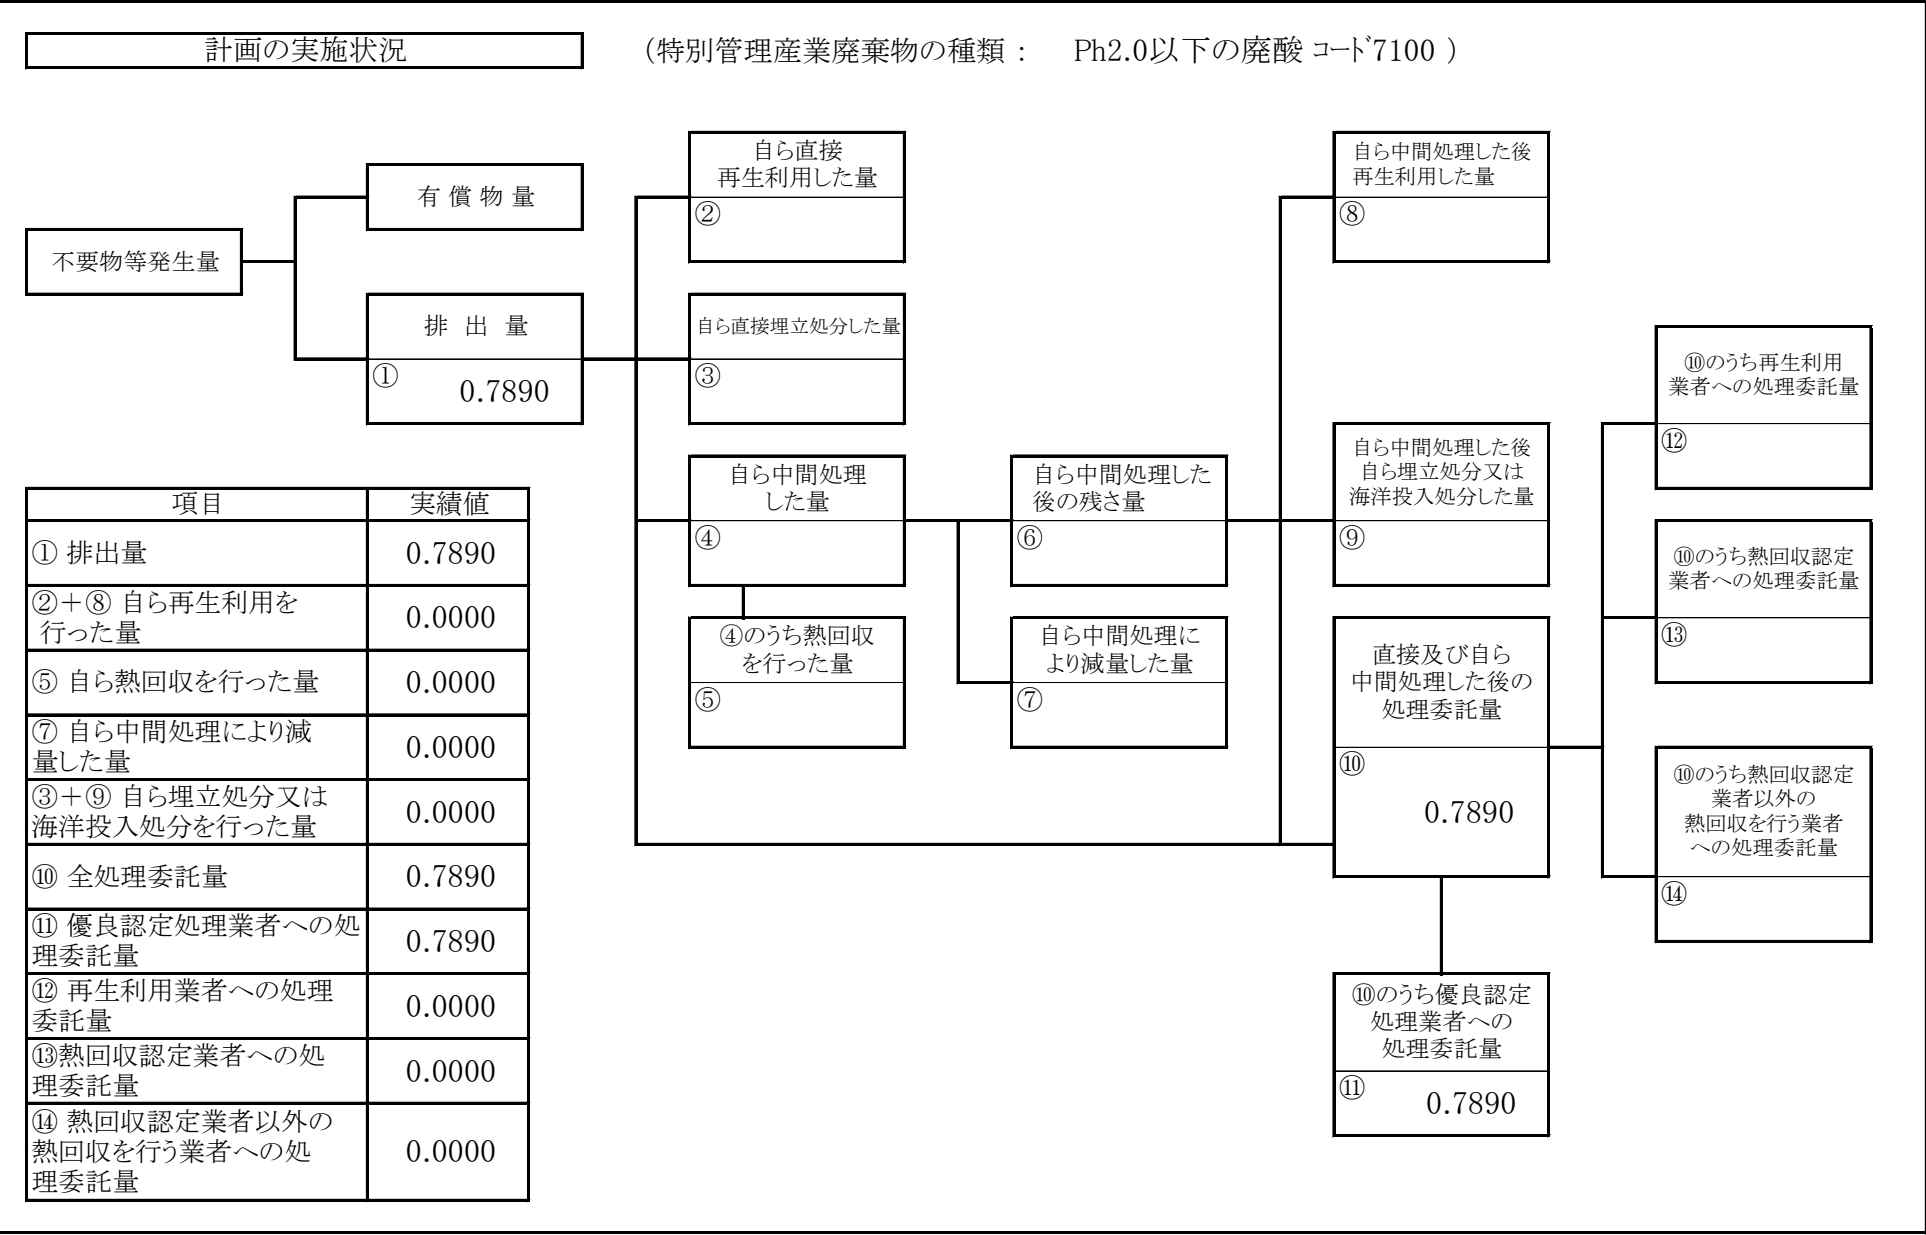 計画の実施状況
(特別管理産業廃棄物の種類： Ph2.0以下の廃酸 コード7100 )
不要物等発生量
有 償 物 量
排 出 量
①
0.7890
自ら直接
再生利用した量
②
自ら直接埋立処分した量
③
自ら中間処理
した量
④
④のうち熱回収
を行った量
⑤
自ら中間処理した
後の残さ量
⑥
自ら中間処理に
より減量した量
⑦
自ら中間処理した後
再生利用した量
⑧
自ら中間処理した後
自ら埋立処分又は
海洋投入処分した量
⑨
直接及び自ら
中間処理した後の
処理委託量
⑩
0.7890
⑩のうち優良認定
処理業者への
処理委託量
⑪
0.7890
⑩のうち再生利用
業者への処理委託量
⑫
⑩のうち熱回収認定
業者への処理委託量
⑬
⑩のうち熱回収認定
業者以外の
熱回収を行う業者
への処理委託量
⑭
項目 実績値
① 排出量 0.7890
②＋⑧ 自ら再生利用を
行った量 0.0000
⑤ 自ら熱回収を行った量 0.0000
⑦ 自ら中間処理により減
量した量 0.0000
③＋⑨ 自ら埋立処分又は
海洋投入処分を行った量 0.0000
⑩ 全処理委託量 0.7890
⑪ 優良認定処理業者への処
理委託量 0.7890
⑫ 再生利用業者への処理
委託量 0.0000
⑬熱回収認定業者への処
理委託量 0.0000
⑭ 熱回収認定業者以外の
熱回収を行う業者への処
理委託量 0.0000